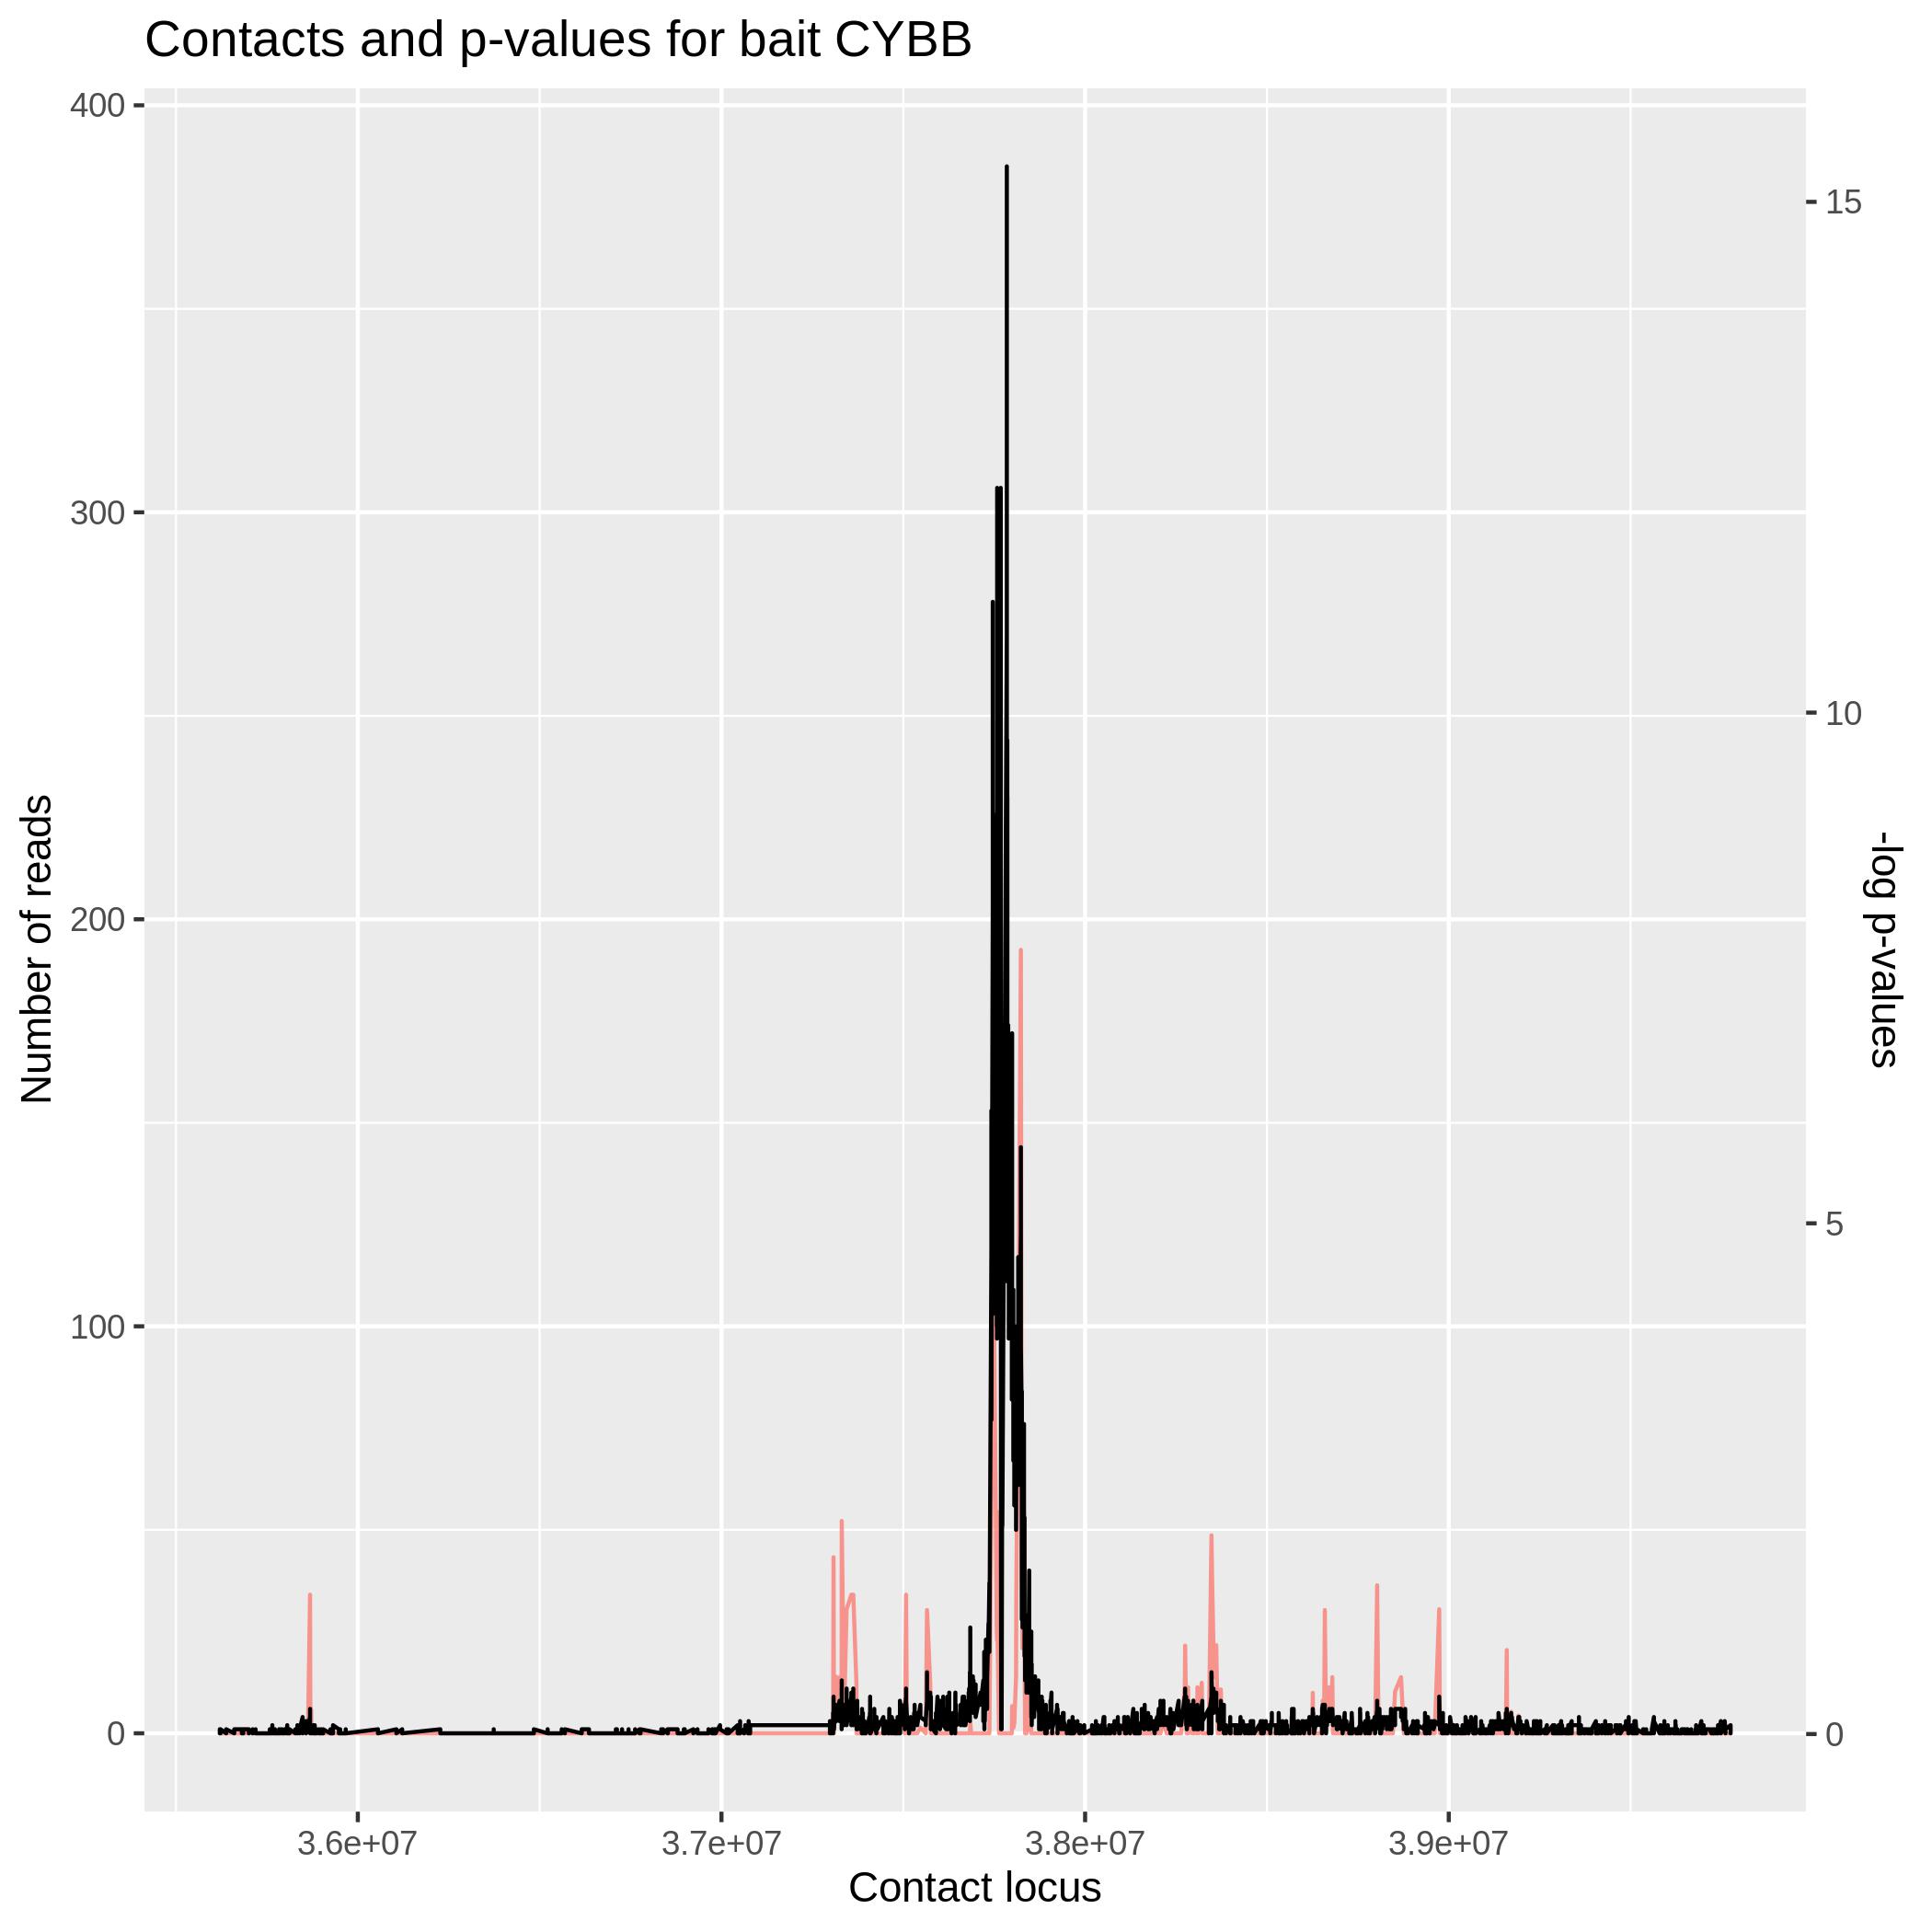 Contacts and p-values for bait CYBB
400
300
200
100
0
Number of reads
15
10
5
0
-log p-values
3.6e+07
3.7e+07
3.8e+07
3.9e+07
Contact locus